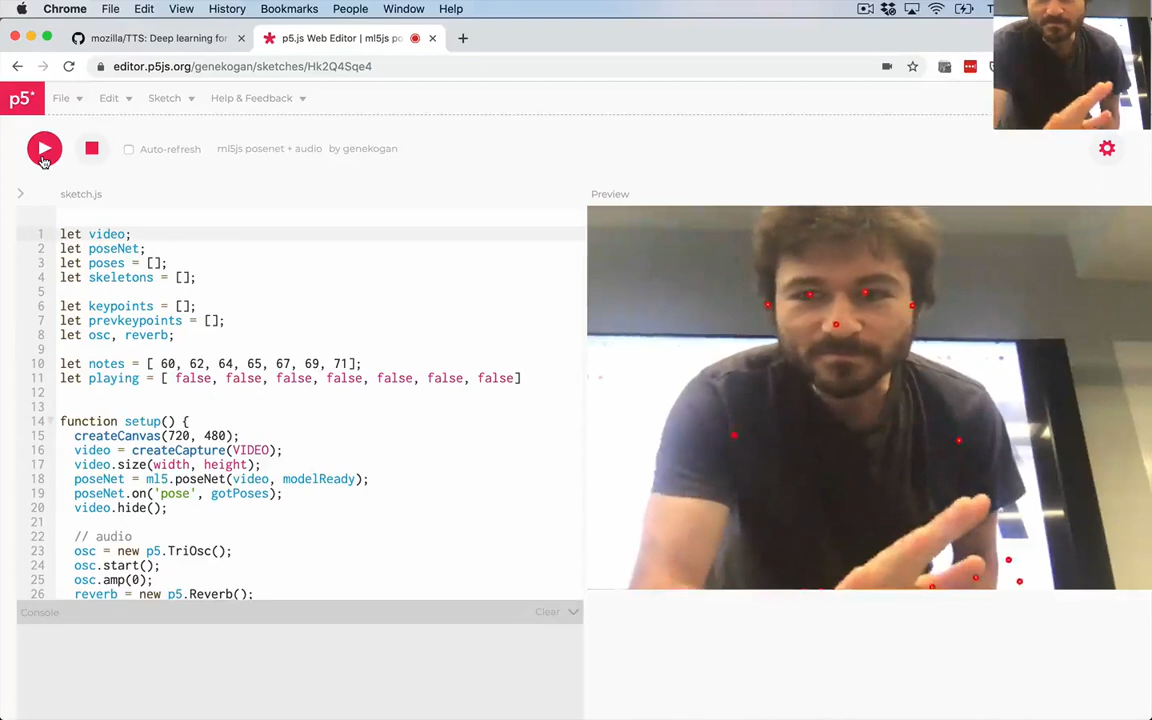 Chrome File Edit View History Bookmarks People Window Help
mozilla/TTS: Deep learning for
p5.js Web Editor | ml5js po
editor.p5js.org/genekogan/sketches/Hk2Q4Sqe4
p5* File Edit Sketch Help & Feedback
Auto-refresh ml5js posenet + audio by genekogan
sketch.js
Preview
1 let video;
2 let poseNet;
3 let poses = [];
4 let skeletons = [];
5
6 let keypoints = [];
7 let prevkeypoints = [];
8 let osc, reverb;
9
10 let notes = [ 60, 62, 64, 65, 67, 69, 71];
11 let playing = [ false, false, false, false, false, false, false]
12
13
14 function setup() {
15 createCanvas(720, 480);
16 video = createCapture(VIDEO);
17 video.size(width, height);
18 poseNet = ml5.poseNet(video, modelReady);
19 poseNet.on('pose', gotPoses);
20 video.hide();
21
22 // audio
23 osc = new p5.TriOsc();
24 osc.start();
25 osc.amp(0);
26 reverb = new p5.Reverb();
Console
Clear